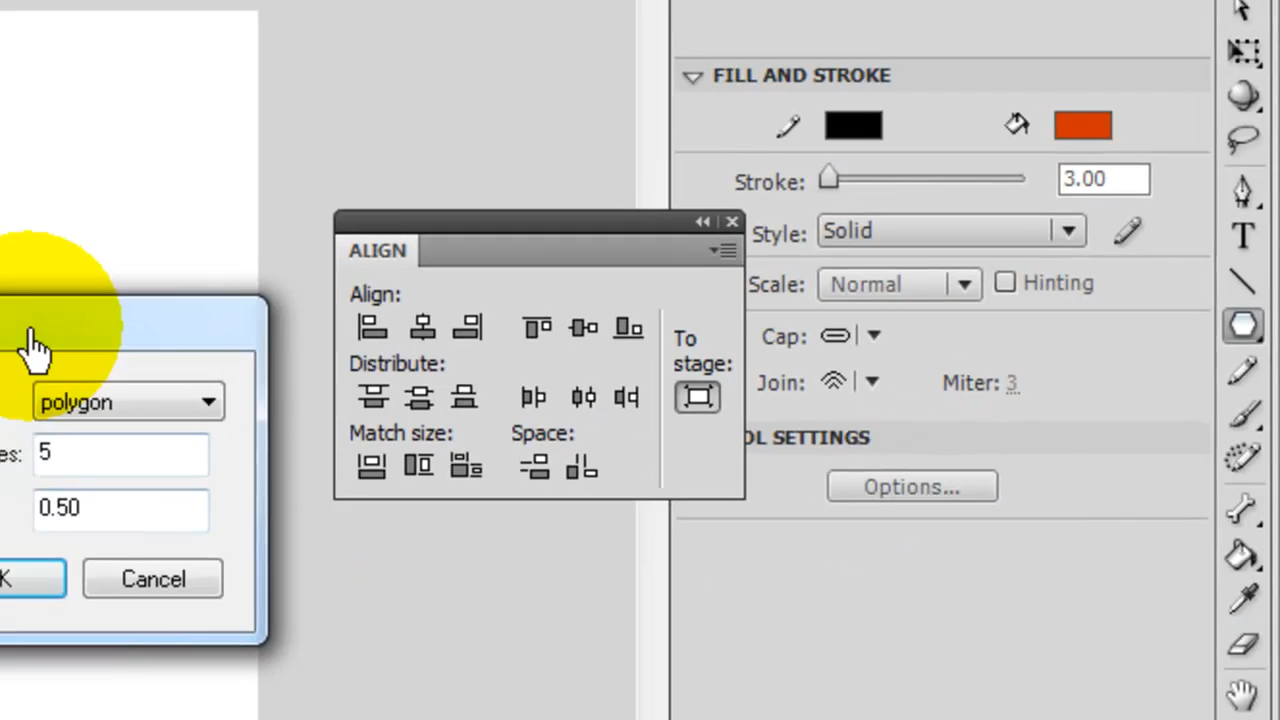 FILL AND STROKE
Stroke: 3.00
Style: Solid
Scale: Normal Hinting
Cap:
Join: Miter: 3
OL SETTINGS
Options...
ALIGN
Align:
Distribute:
Match size: Space:
To
stage:
polygon
es: 5
0.50
K Cancel
T